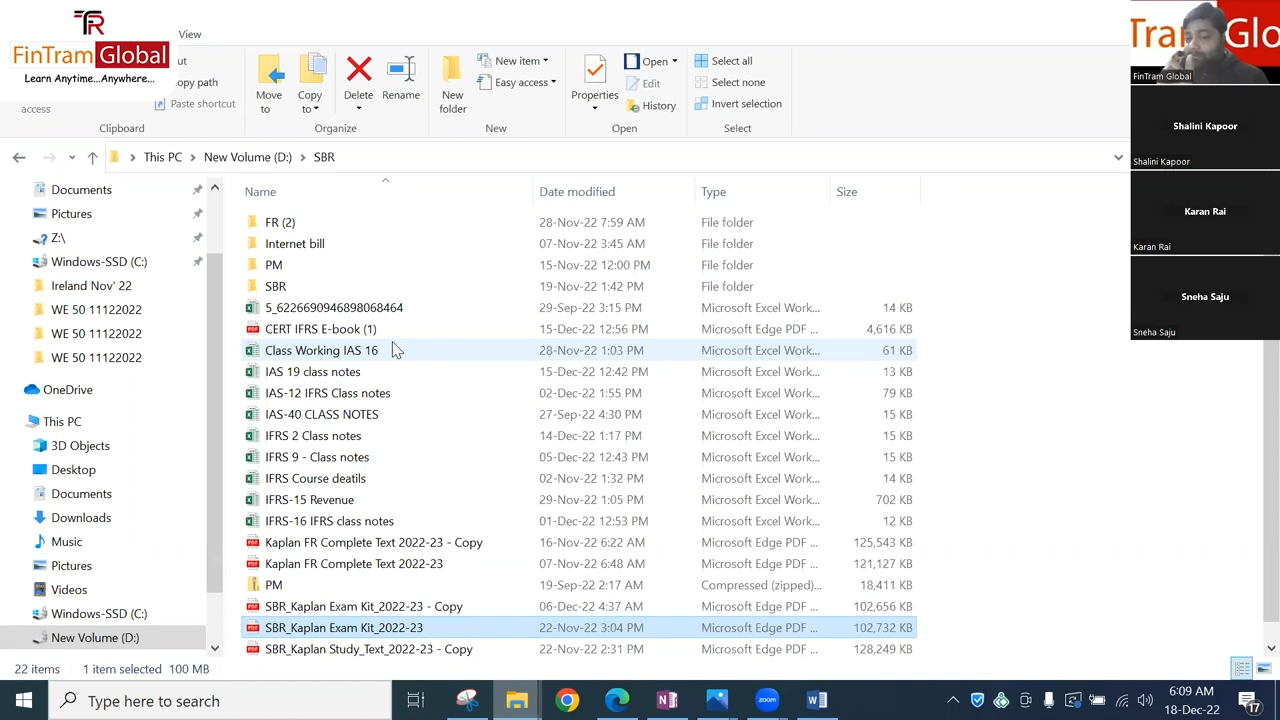 TR
FinTram Global
Learn Anytime...Anywhere...
View
ut
py path
Paste shortcut
access
Clipboard
Move to
Copy to
Delete
Rename
Organize
New folder
New item
Easy access
New
Properties
Open
Edit
History
Open
Select all
Select none
Invert selection
Select
This PC > New Volume (D:) > SBR
Documents
Pictures
Z:\
Windows-SSD (C:)
Ireland Nov' 22
WE 50 11122022
WE 50 11122022
WE 50 11122022
OneDrive
This PC
3D Objects
Desktop
Documents
Downloads
Music
Pictures
Videos
Windows-SSD (C:)
New Volume (D:)
Name Date modified Type Size
FR (2) 28-Nov-22 7:59 AM File folder
Internet bill 07-Nov-22 3:45 AM File folder
PM 15-Nov-22 12:00 PM File folder
SBR 19-Nov-22 1:42 PM File folder
5_6226690946898068464 29-Sep-22 3:15 PM Microsoft Excel Work... 14 KB
CERT IFRS E-book (1) 15-Dec-22 12:56 PM Microsoft Edge PDF ... 4,616 KB
Class Working IAS 16 28-Nov-22 1:03 PM Microsoft Excel Work... 61 KB
IAS 19 class notes 15-Dec-22 12:42 PM Microsoft Excel Work... 13 KB
IAS-12 IFRS Class notes 02-Dec-22 1:55 PM Microsoft Excel Work... 79 KB
IAS-40 CLASS NOTES 27-Sep-22 4:30 PM Microsoft Excel Work... 15 KB
IFRS 2 Class notes 14-Dec-22 1:17 PM Microsoft Excel Work... 15 KB
IFRS 9 - Class notes 05-Dec-22 12:43 PM Microsoft Excel Work... 15 KB
IFRS Course deatils 02-Nov-22 1:32 PM Microsoft Excel Work... 14 KB
IFRS-15 Revenue 29-Nov-22 1:05 PM Microsoft Excel Work... 702 KB
IFRS-16 IFRS class notes 01-Dec-22 12:53 PM Microsoft Excel Work... 12 KB
Kaplan FR Complete Text 2022-23 - Copy 16-Nov-22 6:22 AM Microsoft Edge PDF ... 125,543 KB
Kaplan FR Complete Text 2022-23 07-Nov-22 6:48 AM Microsoft Edge PDF ... 121,127 KB
PM 19-Sep-22 2:17 AM Compressed (zipped)... 18,411 KB
SBR_Kaplan Exam Kit_2022-23 - Copy 06-Dec-22 4:37 AM Microsoft Edge PDF ... 102,656 KB
SBR_Kaplan Exam Kit_2022-23 22-Nov-22 3:04 PM Microsoft Edge PDF ... 102,732 KB
SBR_Kaplan Study_Text_2022-23 - Copy 22-Nov-22 2:31 PM Microsoft Edge PDF ... 128,249 KB
22 items 1 item selected 100 MB
Tra Glo
FinTram Global
Shalini Kapoor
Shalini Kapoor
Karan Rai
Karan Rai
Sneha Saju
Sneha Saju
Type here to search
zoom
6:09 AM
18-Dec-22
17